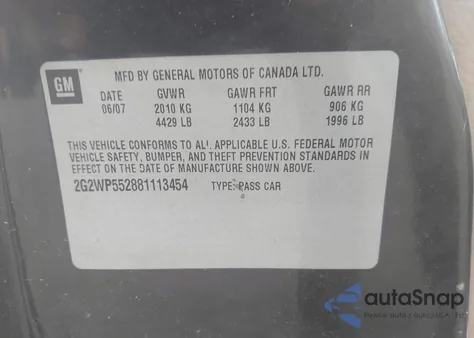 GM
MFD BY GENERAL MOTORS OF CANADA LTD.
DATE GVWR GAWR FRT GAWR RR
06/07 2010 KG 1104 KG 906 KG
4429 LB 2433 LB 1996 LB
THIS VEHICLE CONFORMS TO ALL APPLICABLE U.S. FEDERAL MOTOR
VEHICLE SAFETY, BUMPER, AND THEFT PREVENTION STANDARDS IN
EFFECT ON THE DATE OF MANUFACTURE SHOWN ABOVE.
2G2WP552881113454 TYPE: PASS CAR
autaSnap